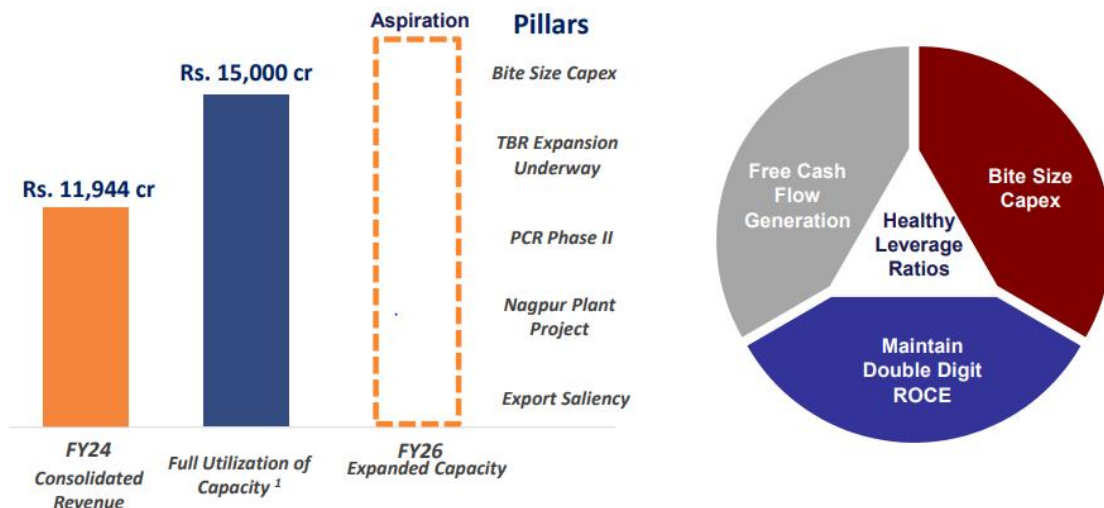 Aspiration
Pillars
Rs. 15,000 cr
Rs. 11,944 cr
Bite Size Capex
TBR Expansion
Underway
PCR Phase II
Nagpur Plant
Project
Export Saliency
FY24
Consolidated
Revenue
Full Utilization of
Capacity 1
FY26
Expanded Capacity
Free Cash
Flow
Generation
Bite Size
Capex
Healthy
Leverage
Ratios
Maintain
Double Digit
ROCE